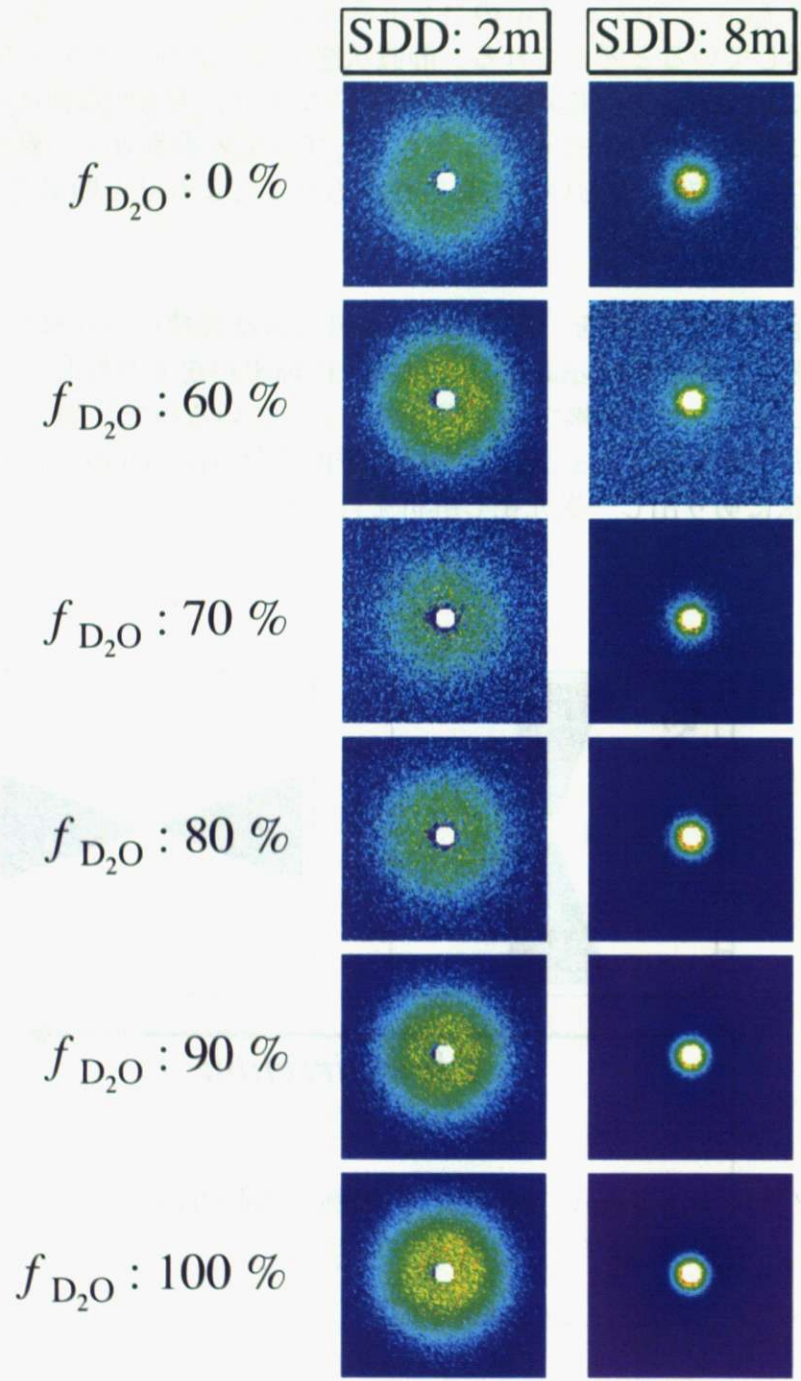 SDD: 2m SDD: 8m
f D₂O : 0 %
f D₂O : 60 %
f D₂O : 70 %
f D₂O : 80 %
f D₂O : 90 %
f D₂O : 100 %